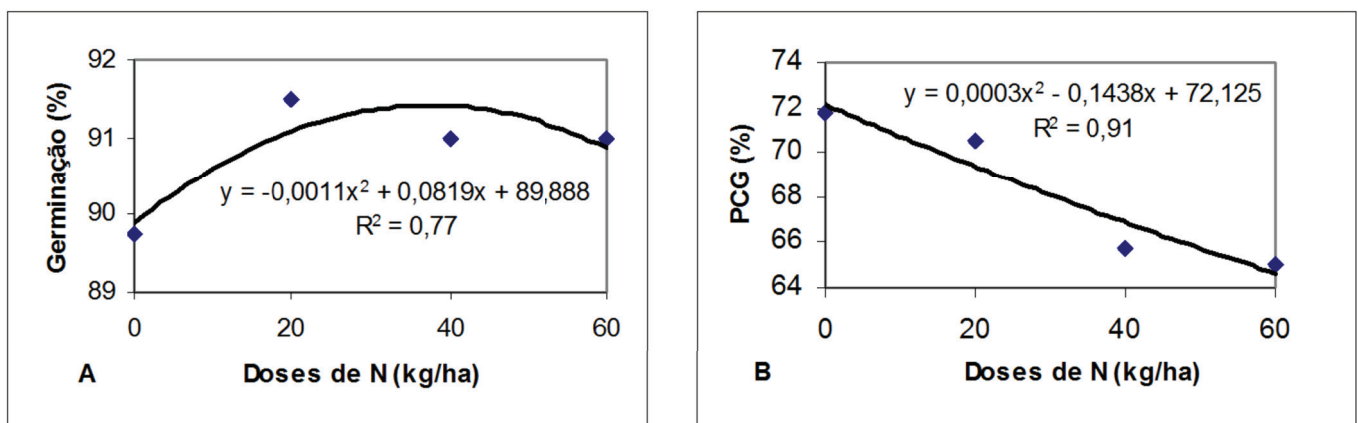 92
91
90
89
Germinação (%)
y = -0,0011x² + 0,0819x + 89,888
R² = 0,77
0 20 40 60
A Doses de N (kg/ha)
74
72
70
68
66
64
PCG (%)
y = 0,0003x² - 0,1438x + 72,125
R² = 0,91
0 20 40 60
B Doses de N (kg/ha)